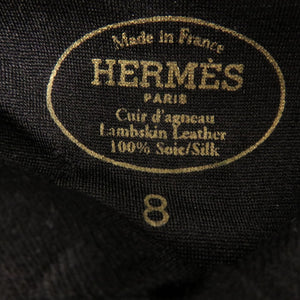 Made in France
HERMÈS
PARIS
Cuir d'agneau
Lambskin Leather
100% Soie/Silk
8